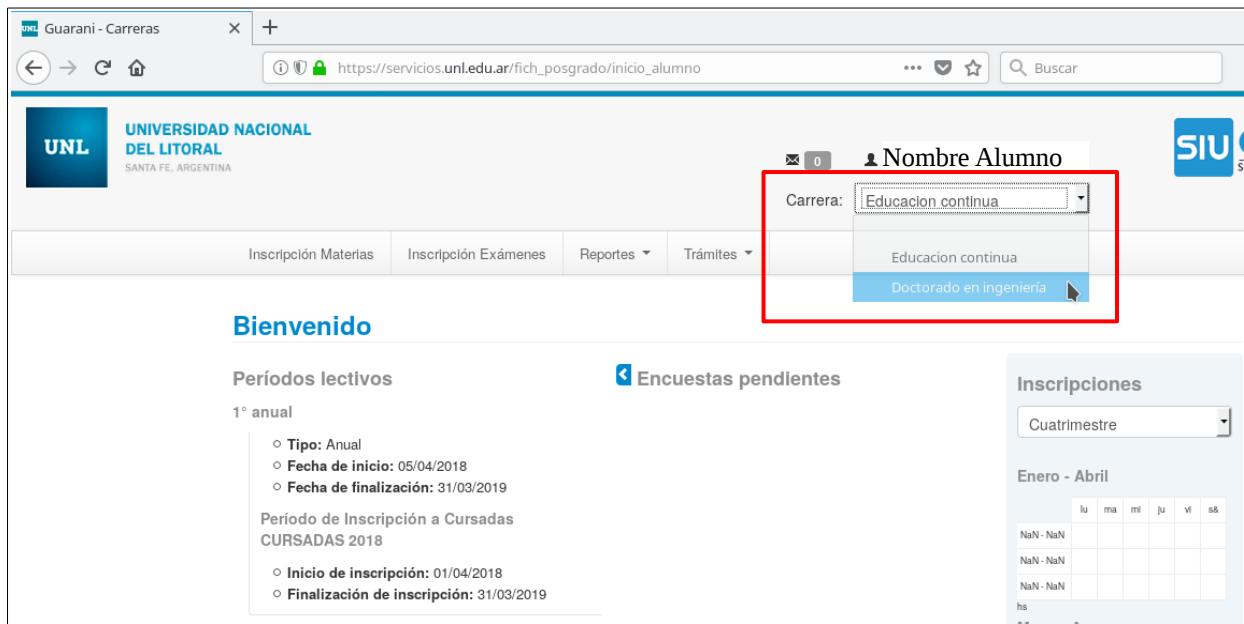 Guarani - Carreras
https://servicios.unl.edu.ar/fich_posgrado/inicio_alumno
Buscar
UNL
UNIVERSIDAD NACIONAL
DEL LITORAL
SANTA FE, ARGENTINA
0
Nombre Alumno
SIU
Carrera:
Educacion continua
Inscripción Materias
Inscripción Exámenes
Reportes
Trámites
Educacion continua
Doctorado en ingeniería
Bienvenido
Períodos lectivos
1° anual
Tipo: Anual
Fecha de inicio: 05/04/2018
Fecha de finalización: 31/03/2019
Período de Inscripción a Cursadas
CURSADAS 2018
Inicio de inscripción: 01/04/2018
Finalización de inscripción: 31/03/2019
Encuestas pendientes
Inscripciones
Cuatrimestre
Enero - Abril
lu ma mi ju vi s&
NaN - NaN
NaN - NaN
NaN - NaN
hs